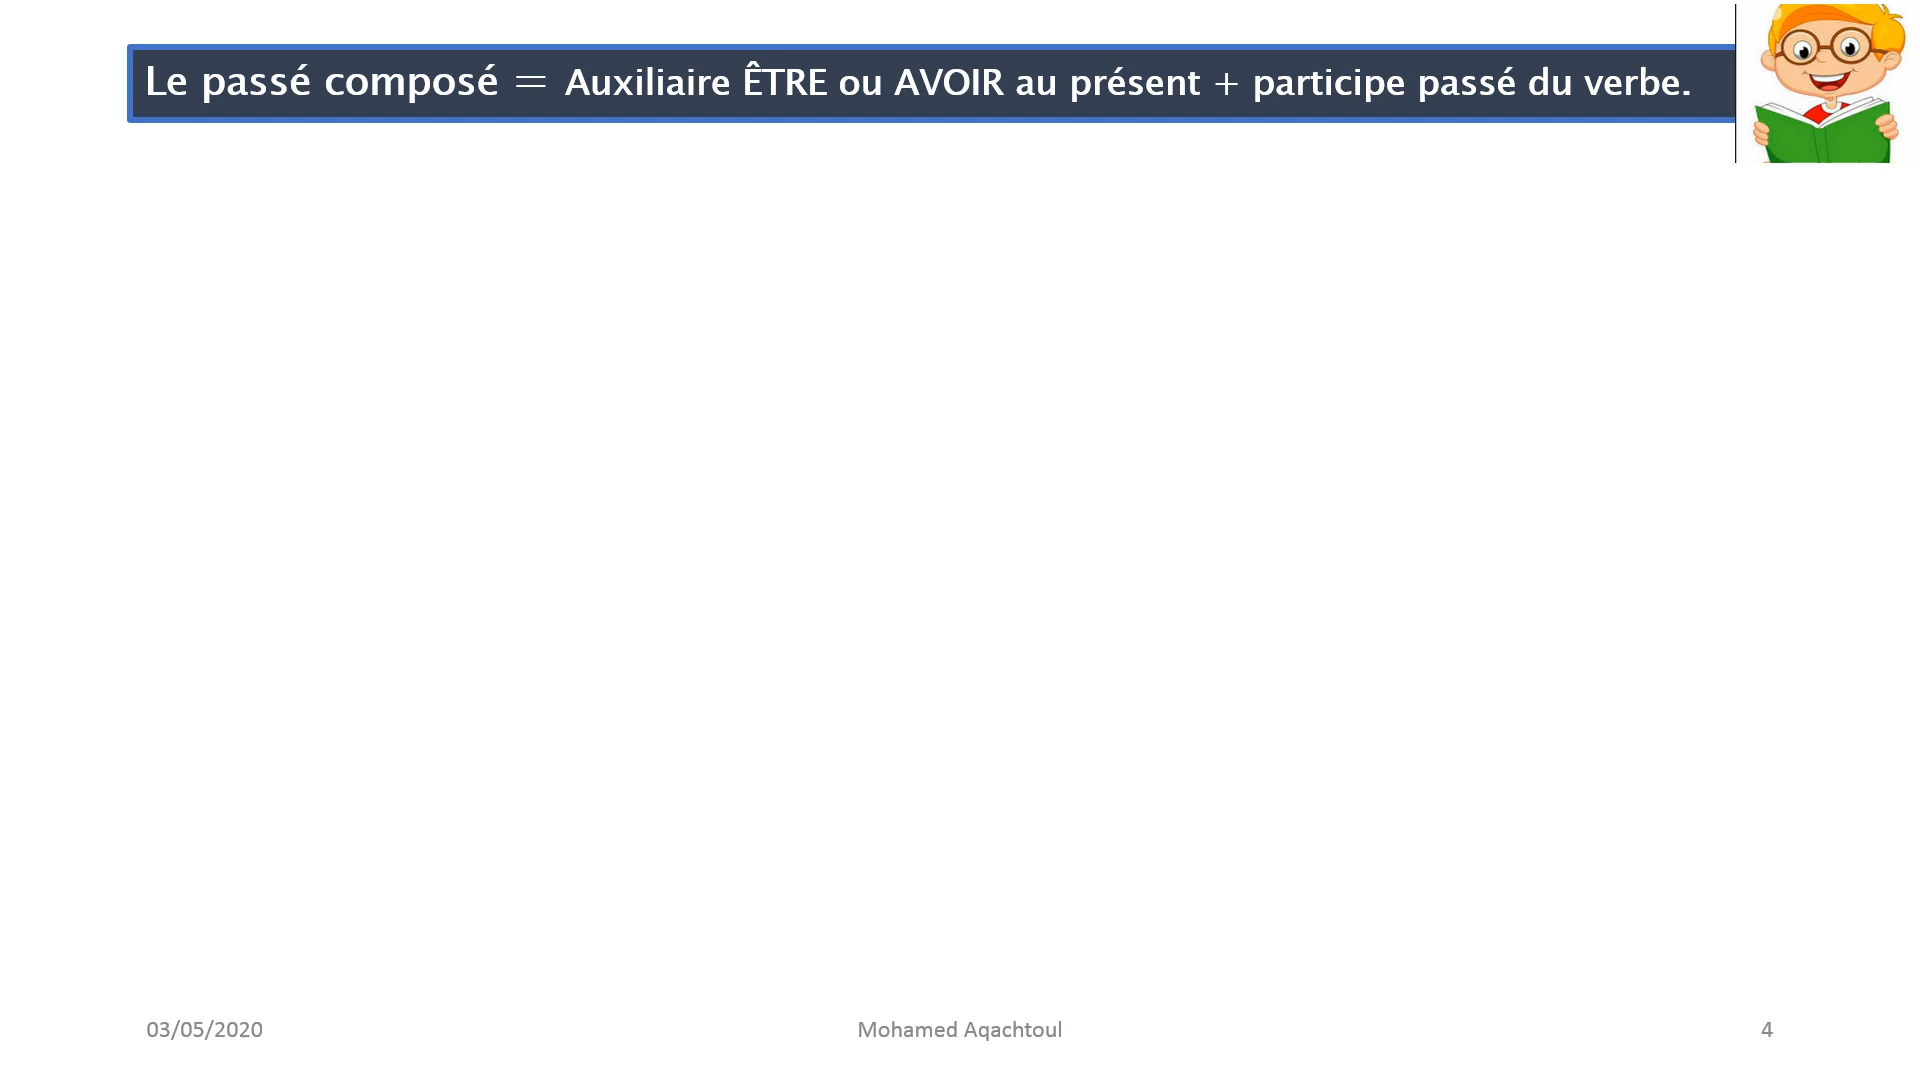 Le passé composé = Auxiliaire ÊTRE ou AVOIR au présent + participe passé du verbe.
03/05/2020
Mohamed Aqachtoul
4